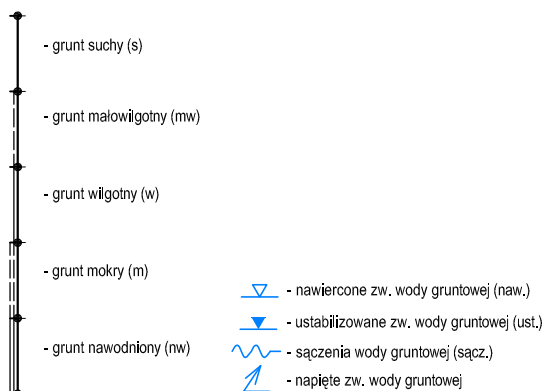 - grunt suchy (s)
- grunt małowilgotny (mw)
- grunt wilgotny (w)
- grunt mokry (m)
- grunt nawodniony (nw)
- nawiercone zw. wody gruntowej (naw.)
- ustabilizowane zw. wody gruntowej (ust.)
- sączenia wody gruntowej (sącz.)
- napięte zw. wody gruntowej